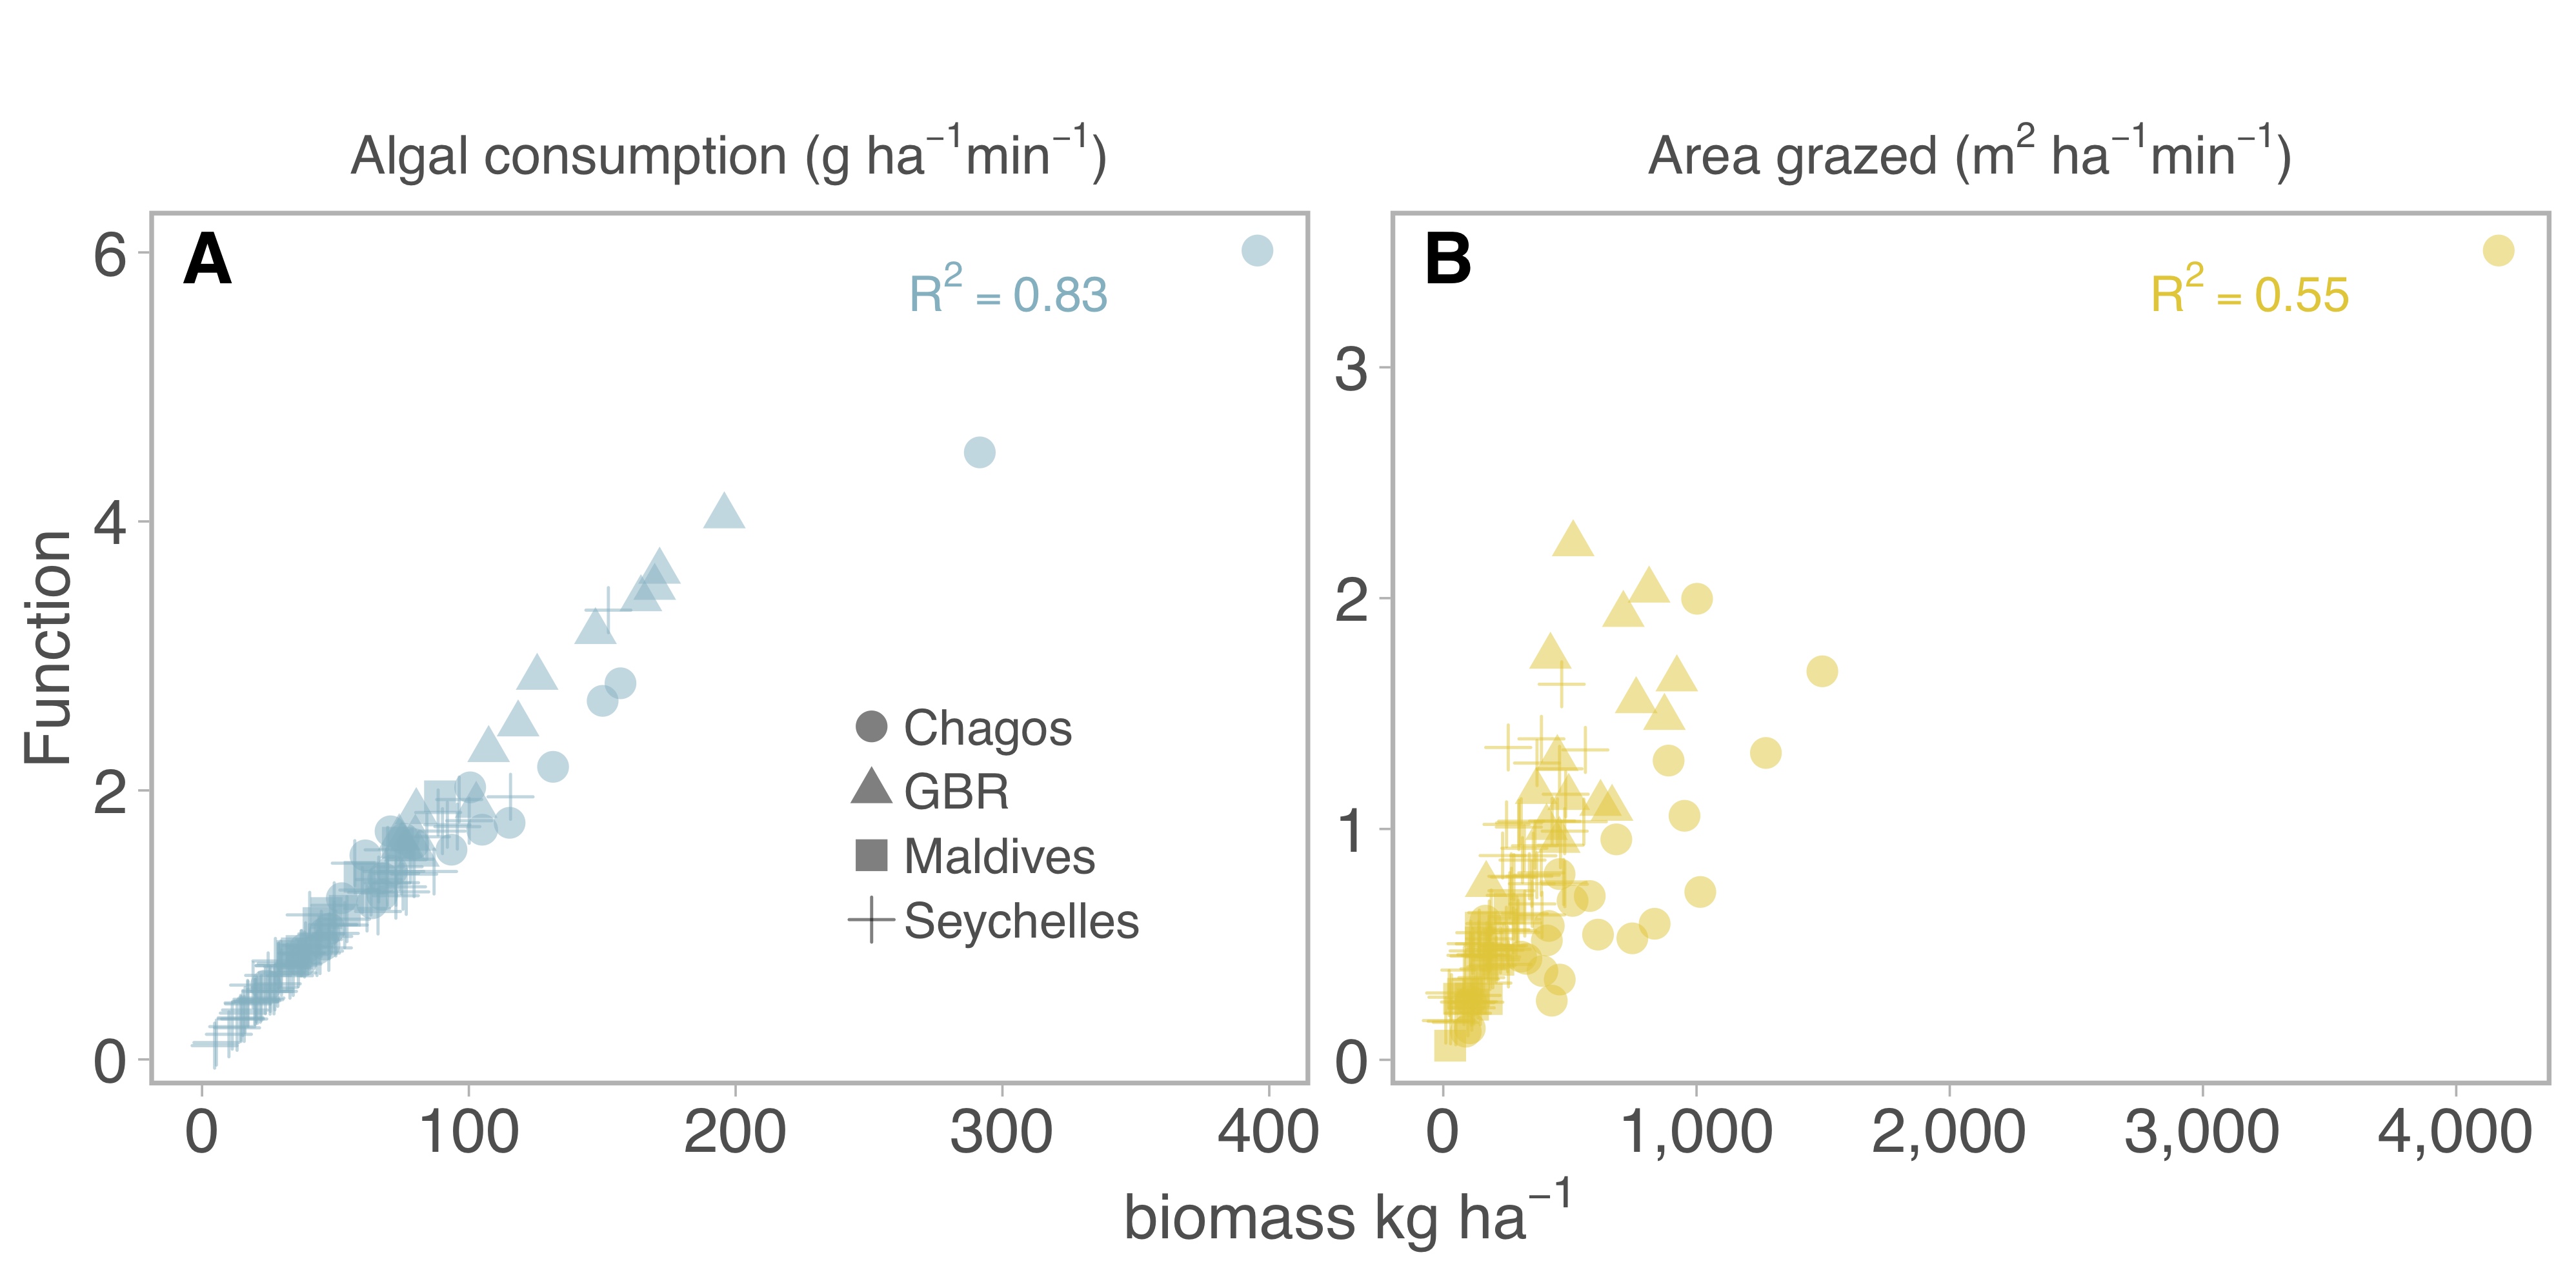 Algal consumption (g ha⁻¹min⁻¹)
Area grazed (m² ha⁻¹min⁻¹)
A
B
R² = 0.83
R² = 0.55
Function
6
4
2
0
3
2
1
0
Chagos
GBR
Maldives
Seychelles
0 100 200 300 400
0 1,000 2,000 3,000 4,000
biomass kg ha⁻¹